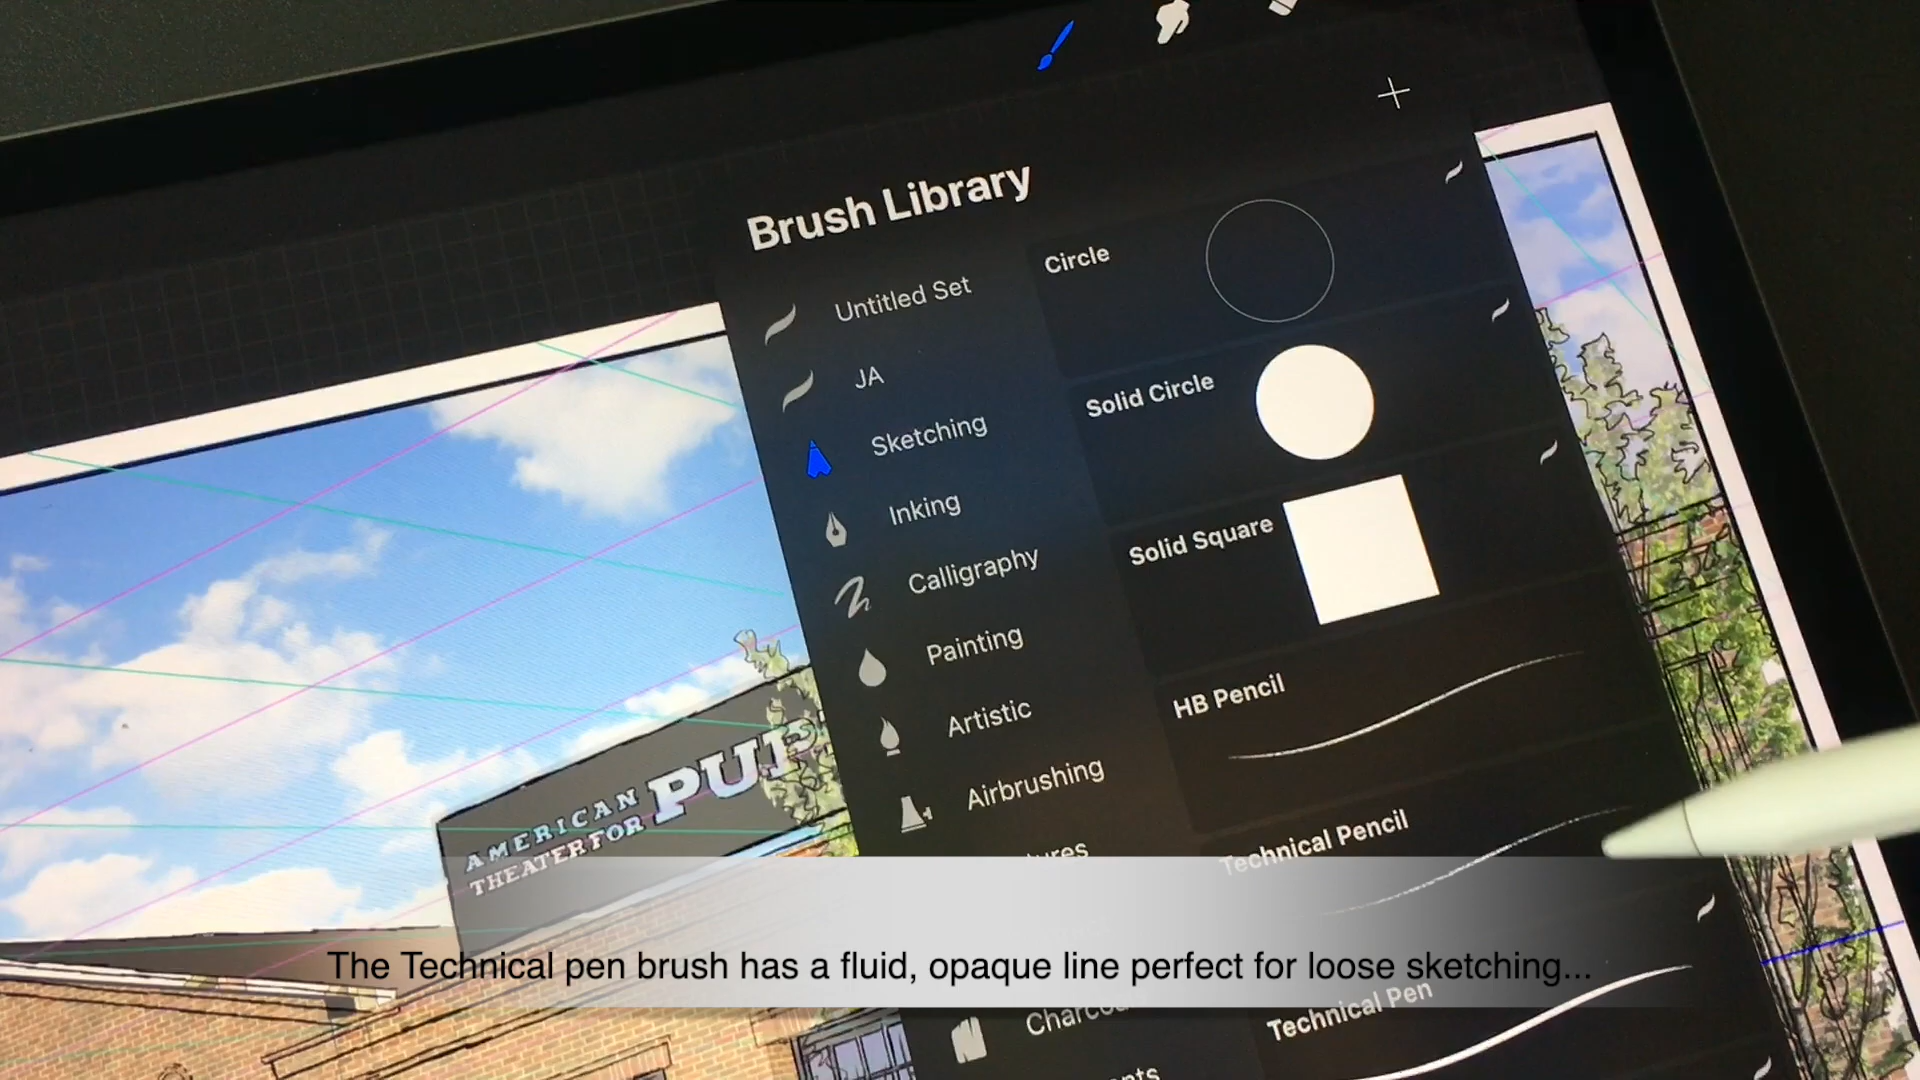 Brush Library
Untitled Set
JA
Sketching
Inking
Calligraphy
Painting
Artistic
Airbrushing
Circle
Solid Circle
Solid Square
HB Pencil
Technical Pencil
Technical Pen
AMERICAN
THEATER FOR
The Technical pen brush has a fluid, opaque line perfect for loose sketching...